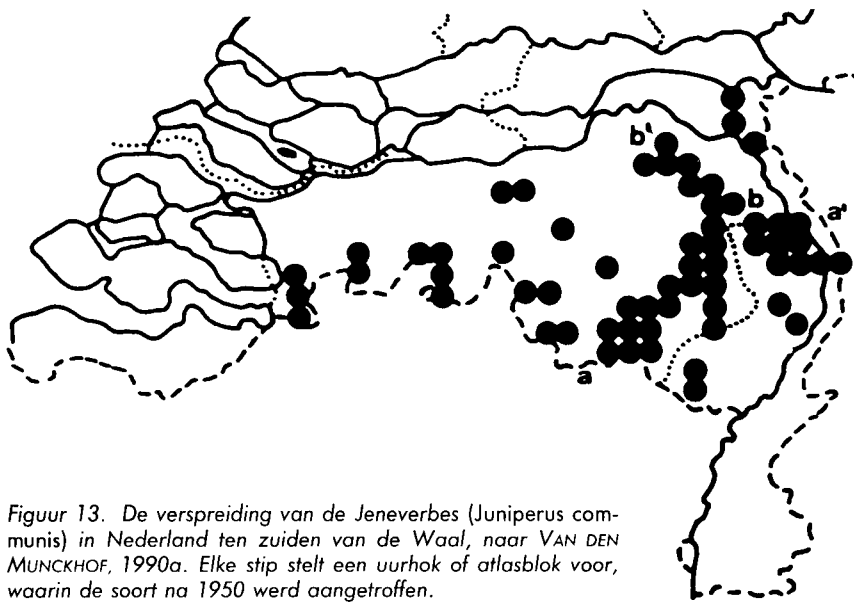 b'
b
a'
a
Figuur 13. De verspreiding van de Jeneverbes (Juniperus com-
munis) in Nederland ten zuiden van de Waal, naar VAN DEN
MUNCKHOF, 1990a. Elke stip stelt een uurhok of atlasblok voor,
waarin de soort na 1950 werd aangetroffen.